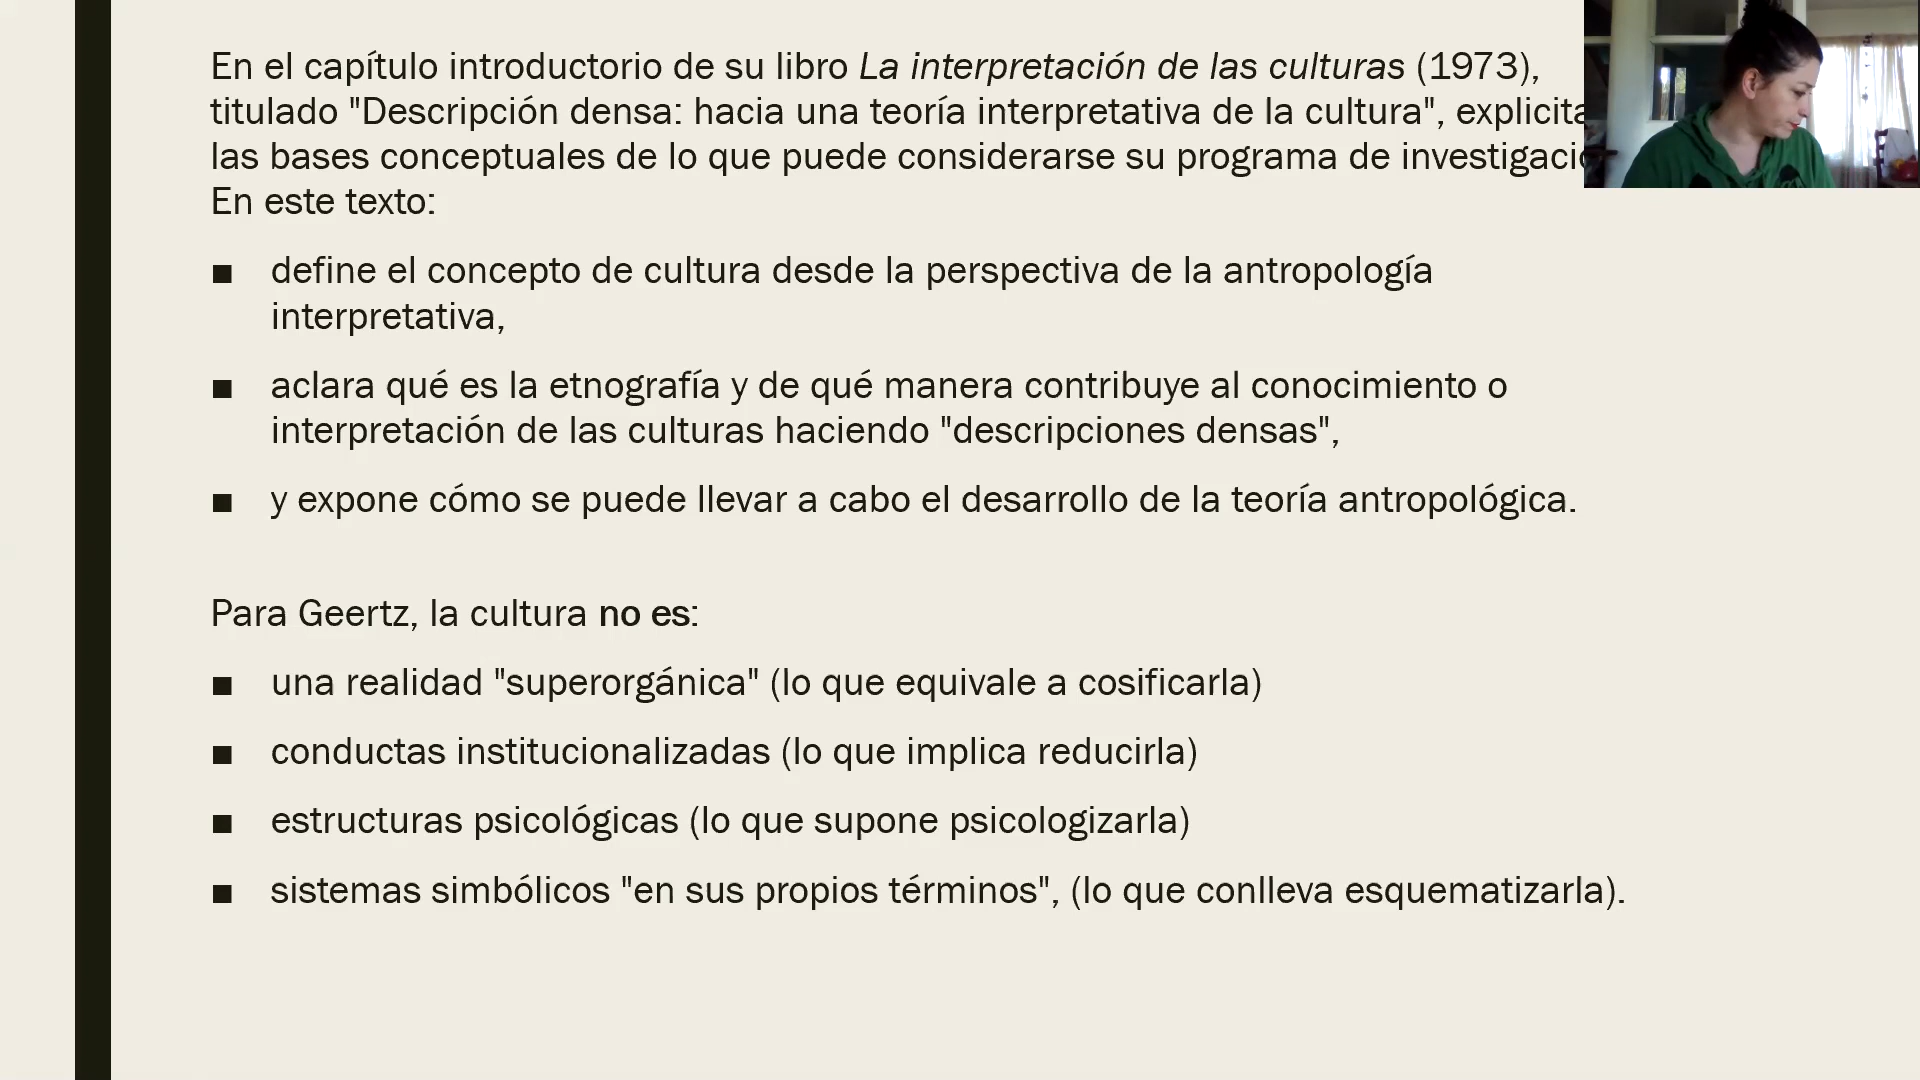 En el capítulo introductorio de su libro La interpretación de las culturas (1973),
titulado "Descripción densa: hacia una teoría interpretativa de la cultura", explicita
las bases conceptuales de lo que puede considerarse su programa de
En este texto:
■ define el concepto de cultura desde la perspectiva de la antropología
interpretativa,
■ aclara qué es la etnografía y de qué manera contribuye al conocimiento o
interpretación de las culturas haciendo "descripciones densas",
■ y expone cómo se puede llevar a cabo el desarrollo de la teoría antropológica.
Para Geertz, la cultura no es:
■ una realidad "superorgánica" (lo que equivale a cosificarla)
■ conductas institucionalizadas (lo que implica reducirla)
■ estructuras psicológicas (lo que supone psicologizarla)
■ sistemas simbólicos "en sus propios términos", (lo que conlleva esquematizarla).